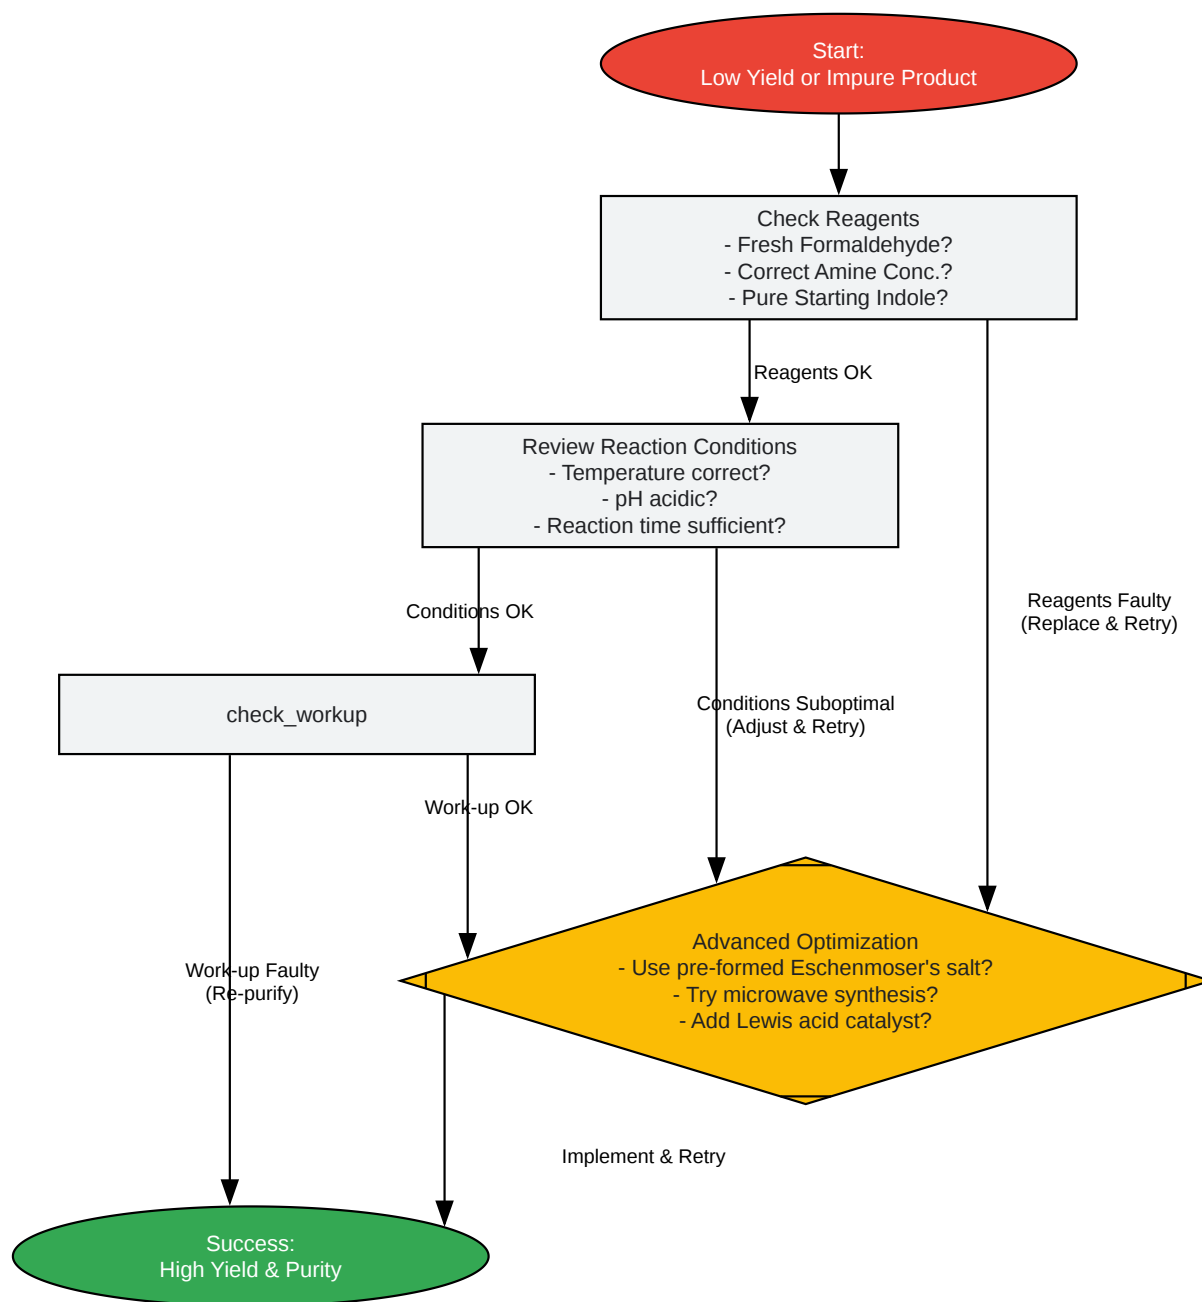 Start:
Low Yield or Impure Product
Check Reagents
- Fresh Formaldehyde?
- Correct Amine Conc.?
- Pure Starting Indole?
Reagents OK
Review Reaction Conditions
- Temperature correct?
- pH acidic?
- Reaction time sufficient?
Conditions OK
Reagents Faulty
(Replace & Retry)
check_workup
Conditions Suboptimal
(Adjust & Retry)
Work-up OK
Advanced Optimization
- Use pre-formed Eschenmoser's salt?
- Try microwave synthesis?
- Add Lewis acid catalyst?
Work-up Faulty
(Re-purify)
Implement & Retry
Success:
High Yield & Purity